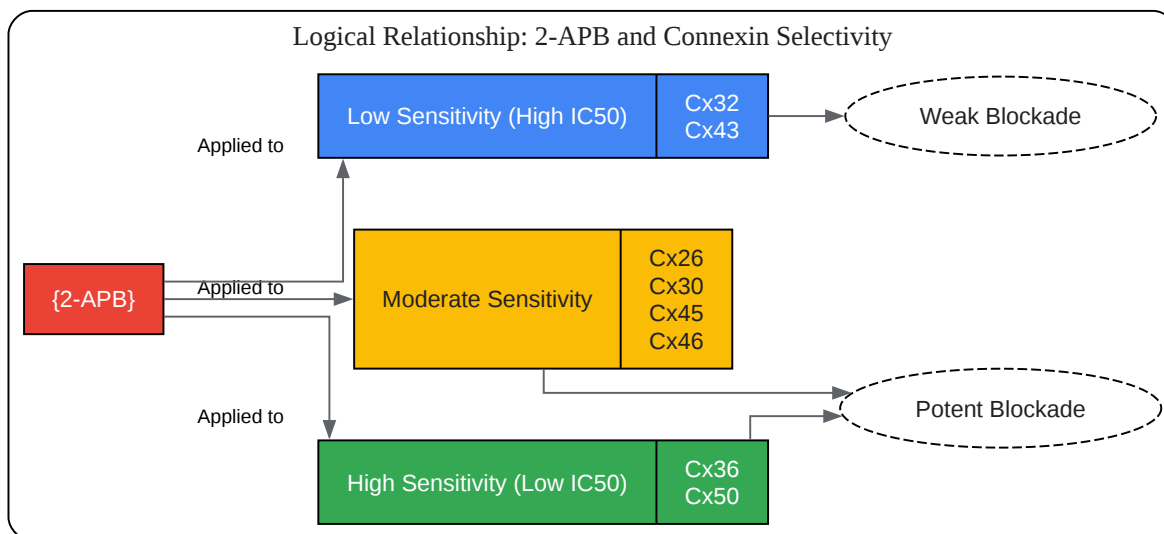 Logical Relationship: 2-APB and Connexin Selectivity
Applied to
Low Sensitivity (High IC50)
Cx32
Cx43
Weak Blockade
{2-APB}
Applied to
Moderate Sensitivity
Cx26
Cx30
Cx45
Cx46
Applied to
High Sensitivity (Low IC50)
Cx36
Cx50
Potent Blockade